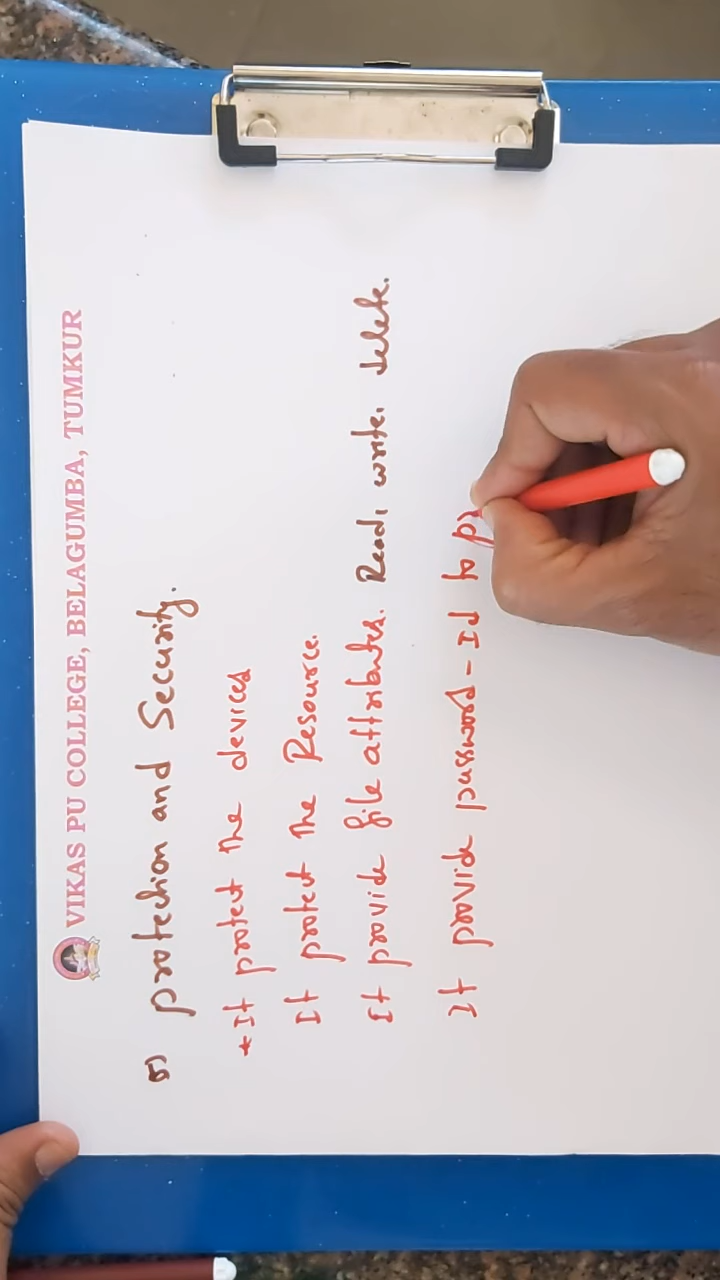 VIKAS PU COLLEGE, BELAGUMBA, TUMKUR
5) protection and Security.
*It protect the devices
It protect the Resource.
It provide file attributes. Read, write, delete.
It provide password-Id to pr